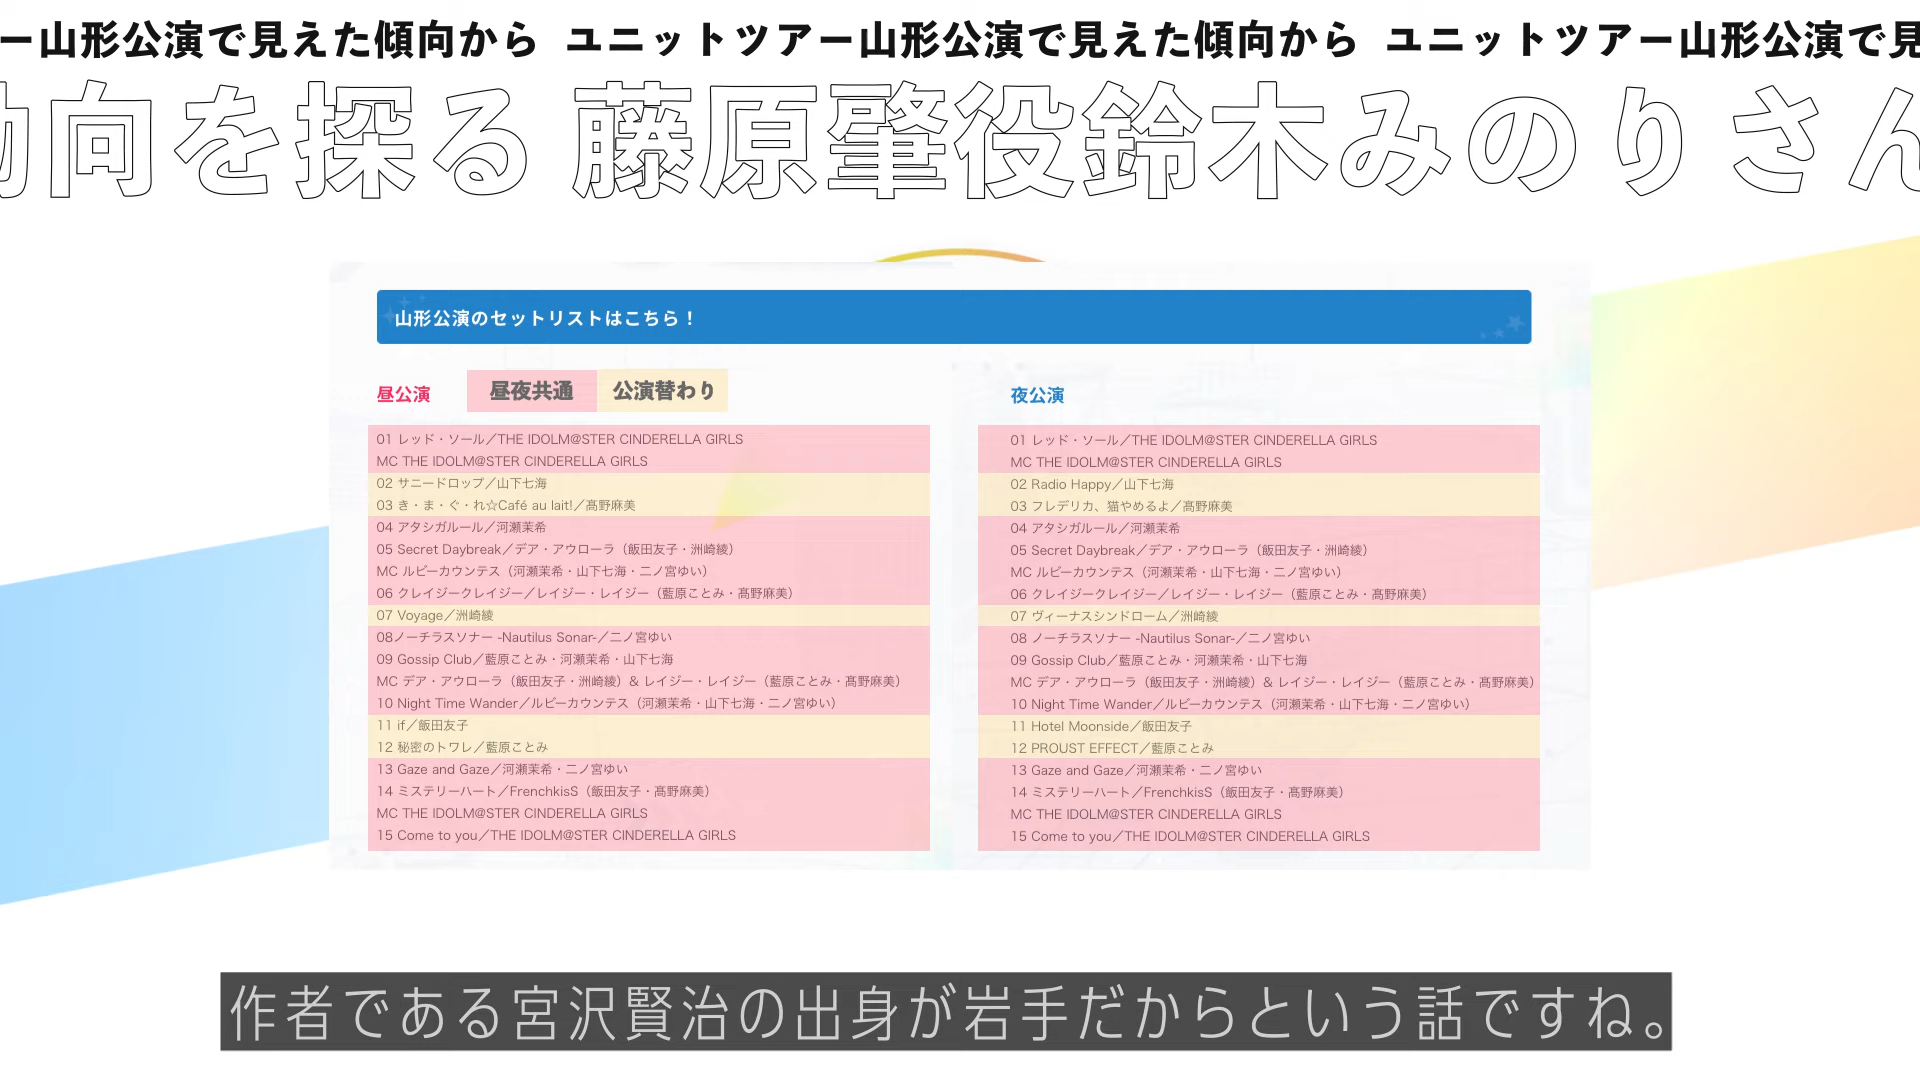 ー山形公演で見えた傾向から ユニットツアー山形公演で見えた傾向から ユニットツアー山形公演で見
動向を探る 藤原肇役鈴木みのりさん
山形公演のセットリストはこちら！
昼公演 昼夜共通 公演替わり
01 レッド・ソール／THE IDOLM@STER CINDERELLA GIRLS
MC THE IDOLM@STER CINDERELLA GIRLS
02 サニードロップ／山下七海
03 き・ま・ぐ・れ☆Café au lait!／髙野麻美
04 アタシガルール／河瀬茉希
05 Secret Daybreak／デア・アウローラ（飯田友子・洲崎綾）
MC ルビーカウンテス（河瀬茉希・山下七海・二ノ宮ゆい）
06 クレイジークレイジー／レイジー・レイジー（藍原ことみ・髙野麻美）
07 Voyage／洲崎綾
08ノーチラスソナー -Nautilus Sonar-／二ノ宮ゆい
09 Gossip Club／藍原ことみ・河瀬茉希・山下七海
MC デア・アウローラ（飯田友子・洲崎綾）& レイジー・レイジー（藍原ことみ・髙野麻美）
10 Night Time Wander／ルビーカウンテス（河瀬茉希・山下七海・二ノ宮ゆい）
11 if／飯田友子
12 秘密のトワレ／藍原ことみ
13 Gaze and Gaze／河瀬茉希・二ノ宮ゆい
14 ミステリーハート／FrenchkisS（飯田友子・髙野麻美）
MC THE IDOLM@STER CINDERELLA GIRLS
15 Come to you／THE IDOLM@STER CINDERELLA GIRLS
夜公演
01 レッド・ソール／THE IDOLM@STER CINDERELLA GIRLS
MC THE IDOLM@STER CINDERELLA GIRLS
02 Radio Happy／山下七海
03 フレデリカ、猫やめるよ／髙野麻美
04 アタシガルール／河瀬茉希
05 Secret Daybreak／デア・アウローラ（飯田友子・洲崎綾）
MC ルビーカウンテス（河瀬茉希・山下七海・二ノ宮ゆい）
06 クレイジークレイジー／レイジー・レイジー（藍原ことみ・髙野麻美）
07 ヴィーナスシンドローム／洲崎綾
08 ノーチラスソナー -Nautilus Sonar-／二ノ宮ゆい
09 Gossip Club／藍原ことみ・河瀬茉希・山下七海
MC デア・アウローラ（飯田友子・洲崎綾）& レイジー・レイジー（藍原ことみ・髙野麻美）
10 Night Time Wander／ルビーカウンテス（河瀬茉希・山下七海・二ノ宮ゆい）
11 Hotel Moonside／飯田友子
12 PROUST EFFECT／藍原ことみ
13 Gaze and Gaze／河瀬茉希・二ノ宮ゆい
14 ミステリーハート／FrenchkisS（飯田友子・髙野麻美）
MC THE IDOLM@STER CINDERELLA GIRLS
15 Come to you／THE IDOLM@STER CINDERELLA GIRLS
作者である宮沢賢治の出身が岩手だからという話ですね。